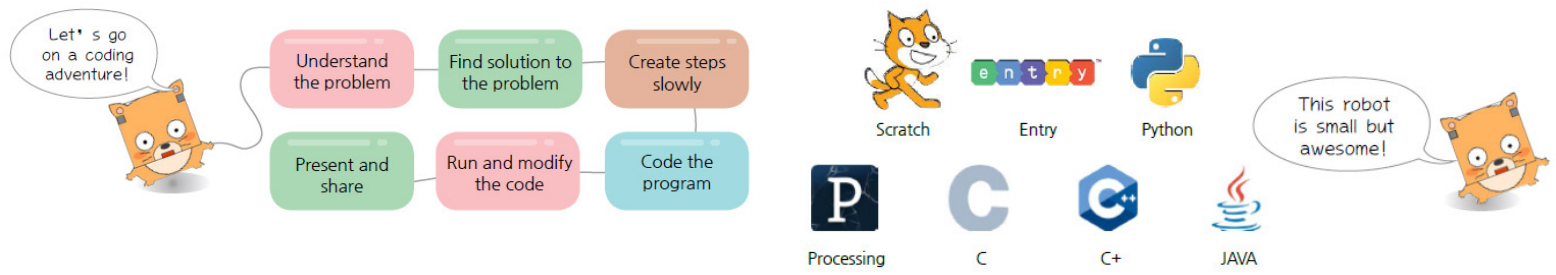 Let's go
on a coding
adventure!
Understand
the problem
Find solution to
the problem
Create steps
slowly
Code the
program
Run and modify
the code
Present and
share
entry™
Scratch
Entry
Python
P
C
C++
Processing
C
C+
JAVA
This robot
is small but
awesome!